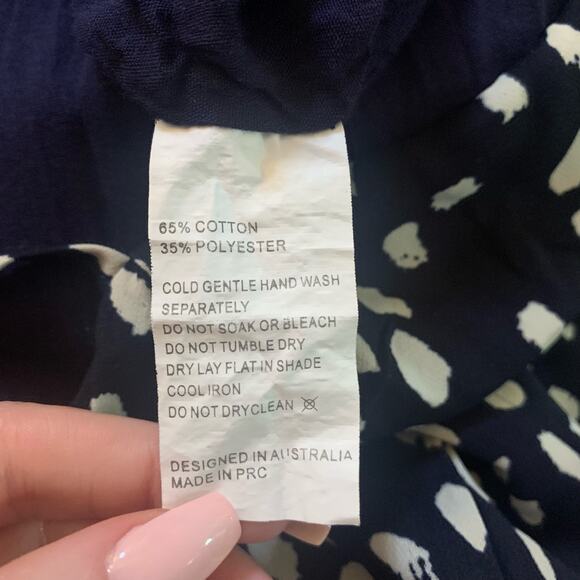 65% COTTON
35% POLYESTER
COLD GENTLE HAND WASH
SEPARATELY
DO NOT SOAK OR BLEACH
DO NOT TUMBLE DRY
DRY LAY FLAT IN SHADE
COOL IRON
DO NOT DRYCLEAN
DESIGNED IN AUSTRALIA
MADE IN PRC